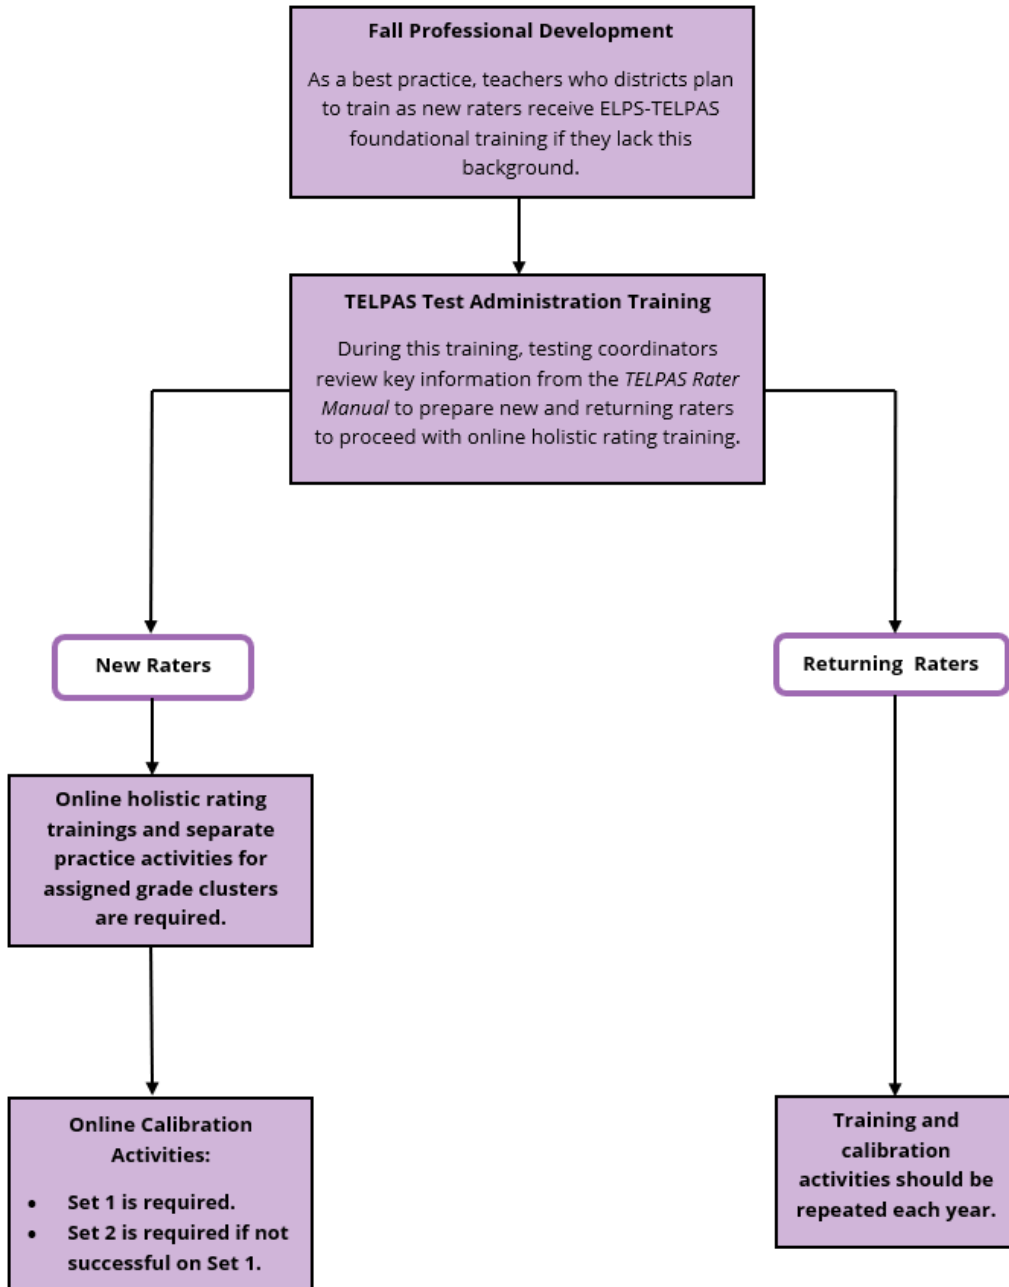 Fall Professional Development
As a best practice, teachers who districts plan
to train as new raters receive ELPS-TELPAS
foundational training if they lack this
background.
TELPAS Test Administration Training
During this training, testing coordinators
review key information from the TELPAS Rater
Manual to prepare new and returning raters
to proceed with online holistic rating training.
New Raters
Returning Raters
Online holistic rating
trainings and separate
practice activities for
assigned grade clusters
are required.
Online Calibration
Activities:
• Set 1 is required.
• Set 2 is required if not
successful on Set 1.
Training and
calibration
activities should be
repeated each year.